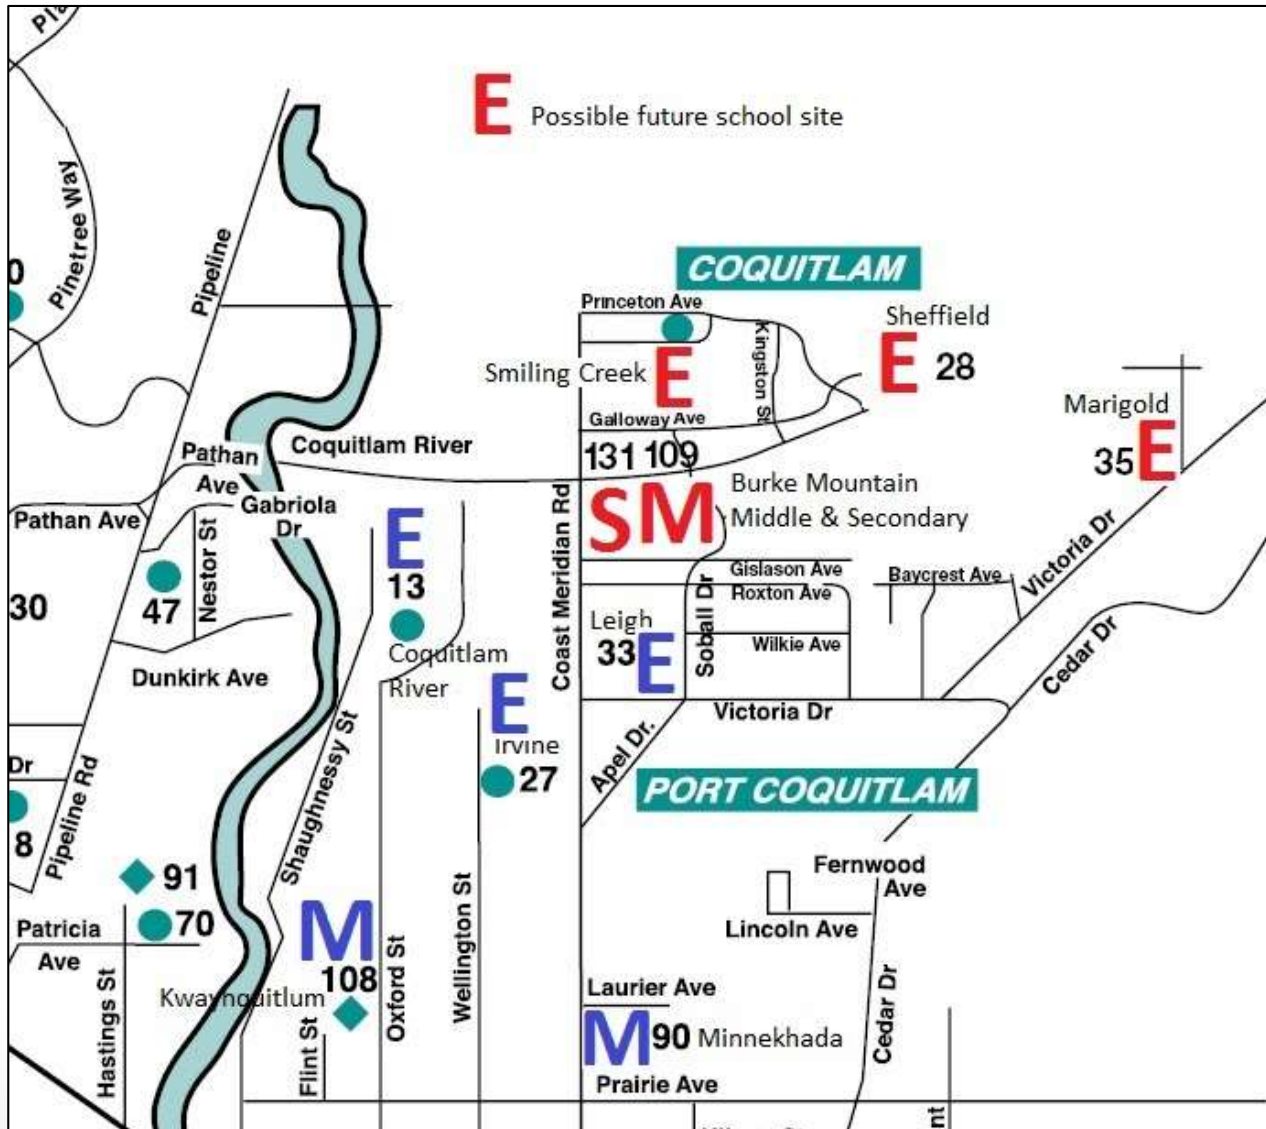 Pla
E Possible future school site
Pinetree Way
Pipeline
0
COQUITLAM
Princeton Ave
Kingston St
Sheffield
E 28
Smiling Creek E
Marigold
35 E
Galloway Ave
131 109
Coquitlam River
Pathan
Ave
Pathan Ave
Gabriola
Dr
Nestor St
E
13
Coquitlam
River
S M
Burke Mountain
Middle & Secondary
Coast Meridian Rd
Gislason Ave
Roxton Ave
Baycrest Ave
Victoria Dr
Cedar Dr
30
47
Leigh
33 E
Soball Dr
Wilkie Ave
Dunkirk Ave
E
Irvine
27
Victoria Dr
Apel Dr.
Shaughnessy St
PORT COQUITLAM
Dr
8
Pipeline Rd
91
70
Patricia
Ave
Hastings St
M
108
Kwayhquitlum
Flint St
Oxford St
Wellington St
Fernwood
Ave
Lincoln Ave
Laurier Ave
M 90 Minnekhada
Prairie Ave
Cedar Dr
nt